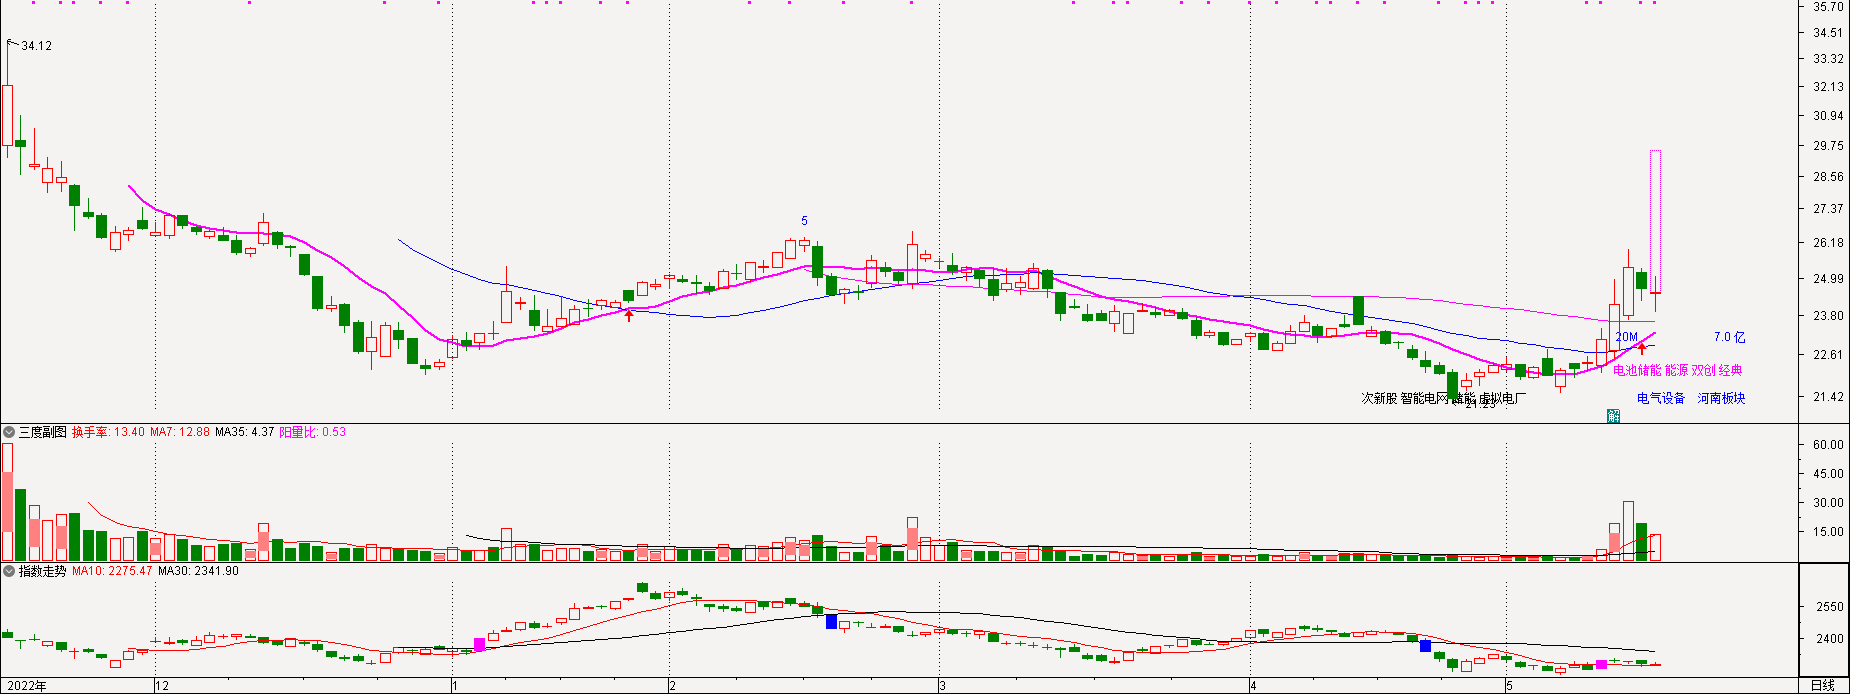 35.70
34.51
33.32
32.13
30.94
29.75
28.56
27.37
26.18
24.99
23.80
22.61
21.42
34.12
5
20M
7.0 亿
电池储能 能源 双创 经典
次新股 智能电网 储能 虚拟电厂
21.23
电气设备 河南板块
解
三度副图 换手率: 13.40 MA7: 12.88 MA35: 4.37 阳量比: 0.53
60.00
45.00
30.00
15.00
指数走势 MA10: 2275.47 MA30: 2341.90
2550
2400
2022年 12 1 2 3 4 5 日线